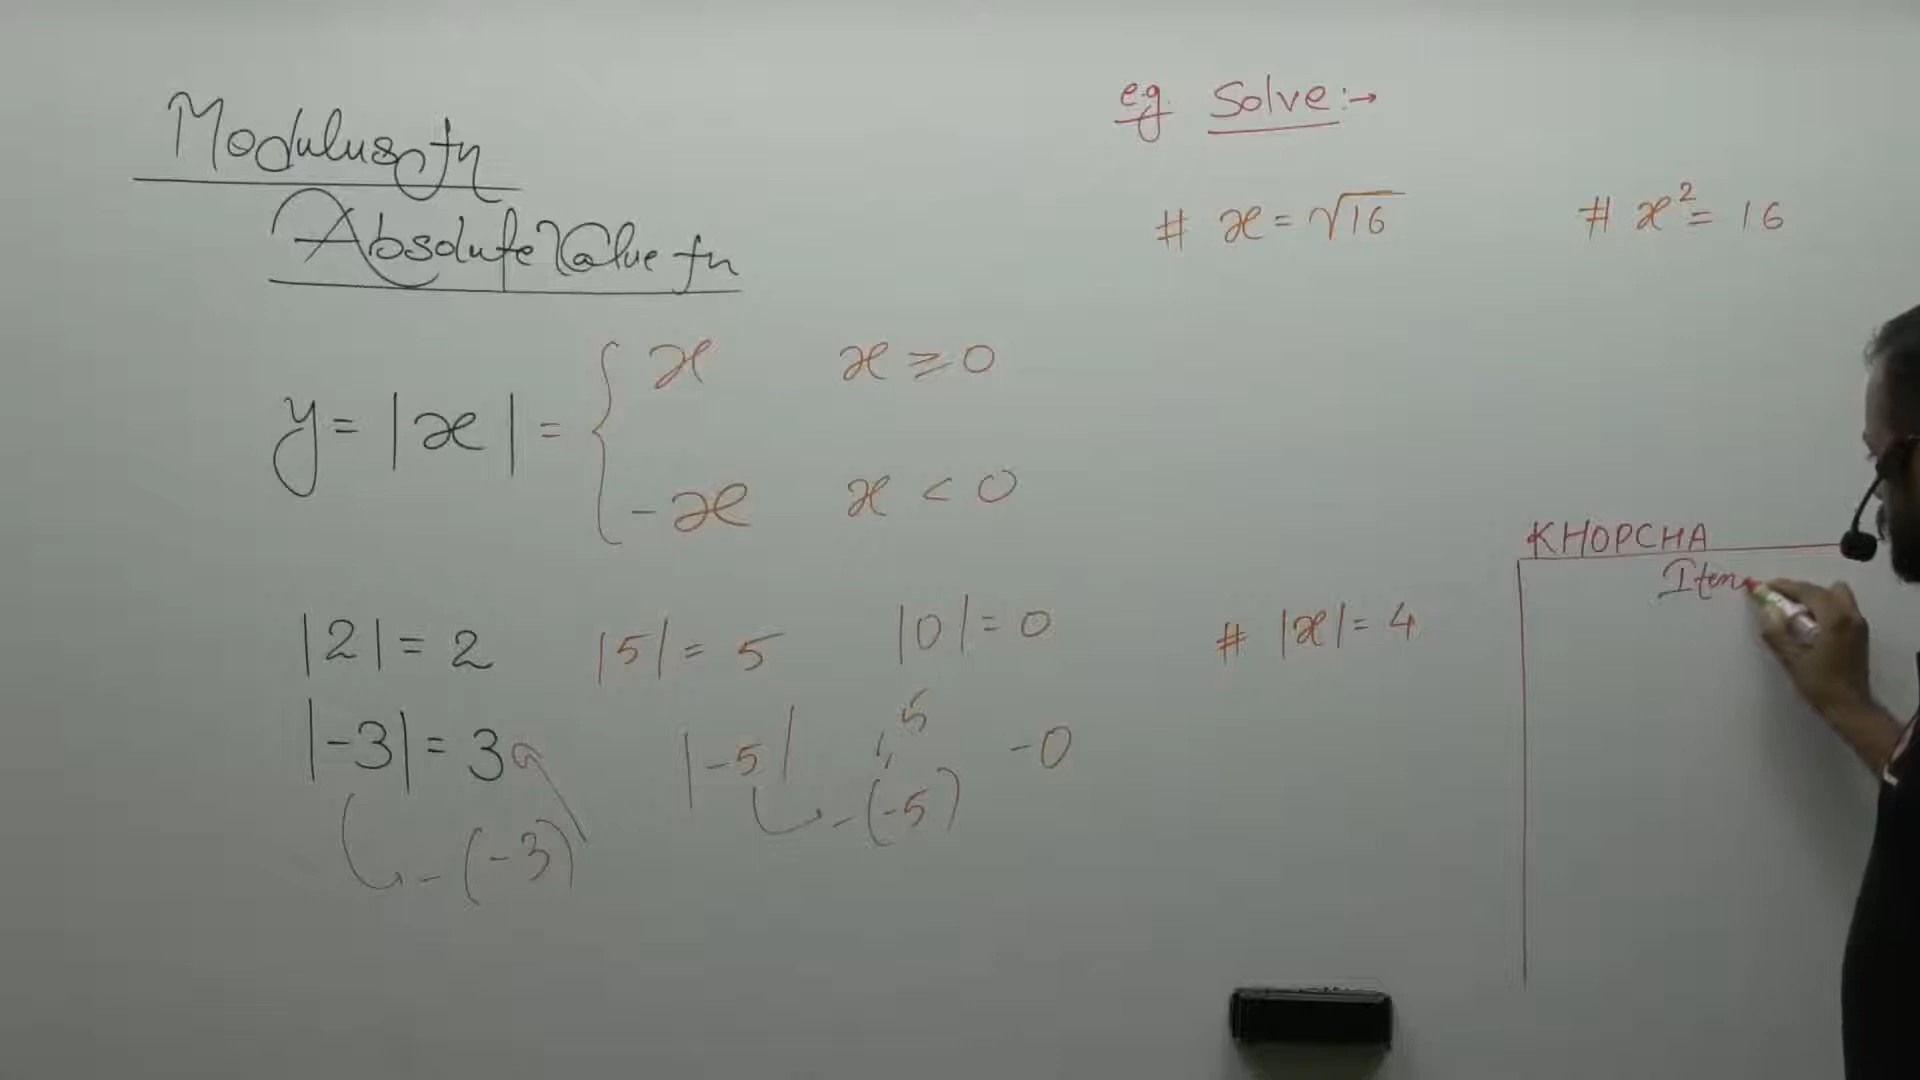 Modulus fn
Absolute Value fn
y = |x| = { x x ≥ 0
-x x < 0
|2| = 2 |5| = 5 |0| = 0
|-3| = 3 |-5| 5 -0
-(-3) -(-5)
e.g. Solve :→
# x = √16 # x² = 16
# |x| = 4
KHOPCHA
Item